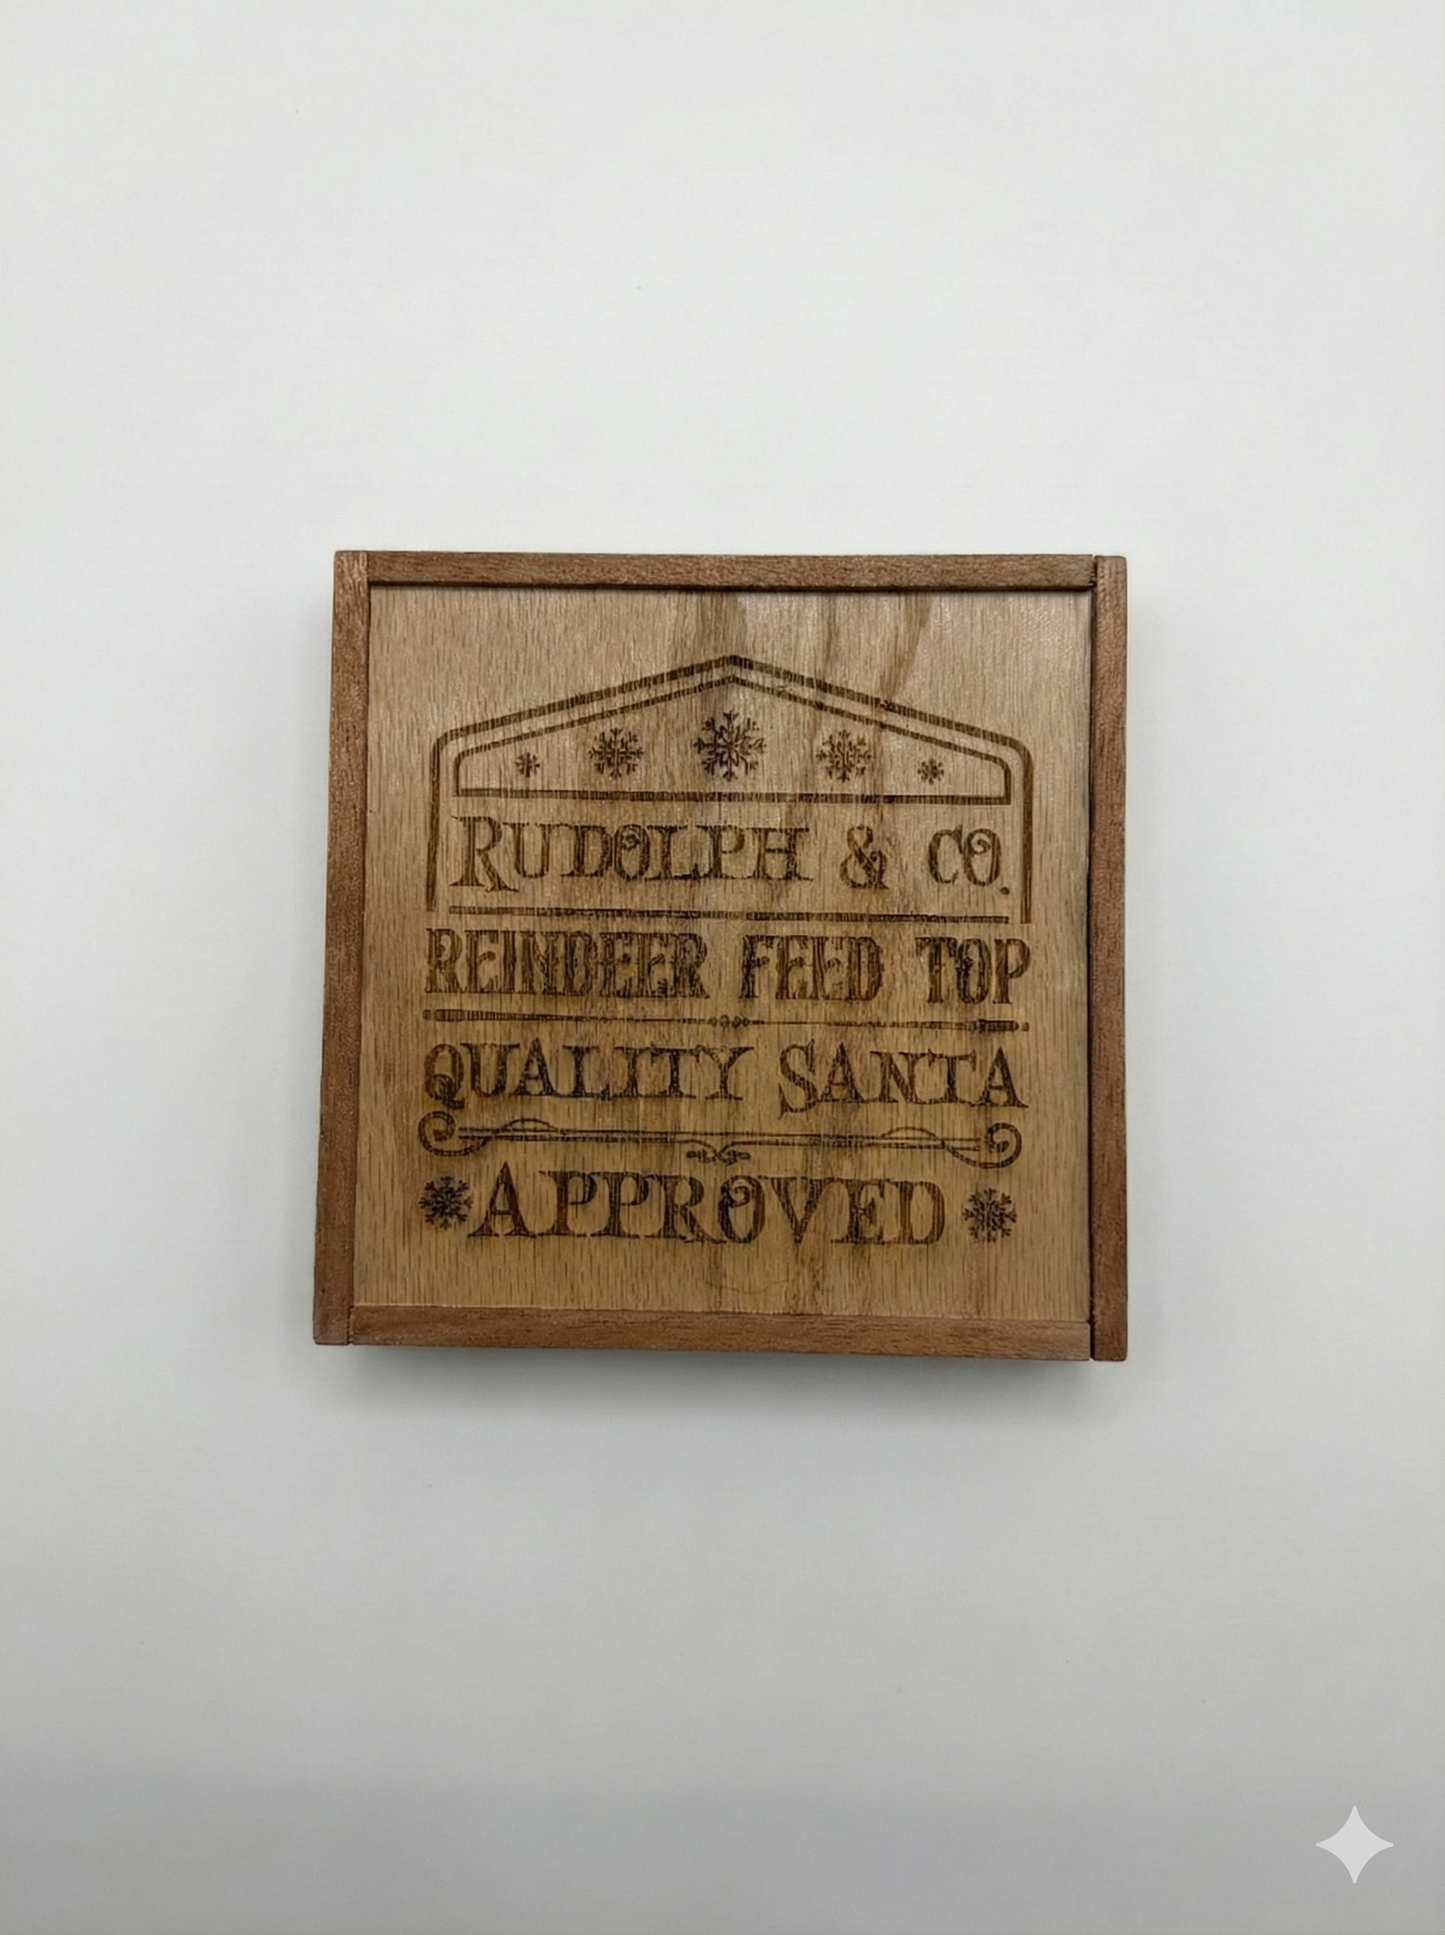 RUDOLPH & CO.
REINDEER FEED TOP
QUALITY SANTA
APPROVED